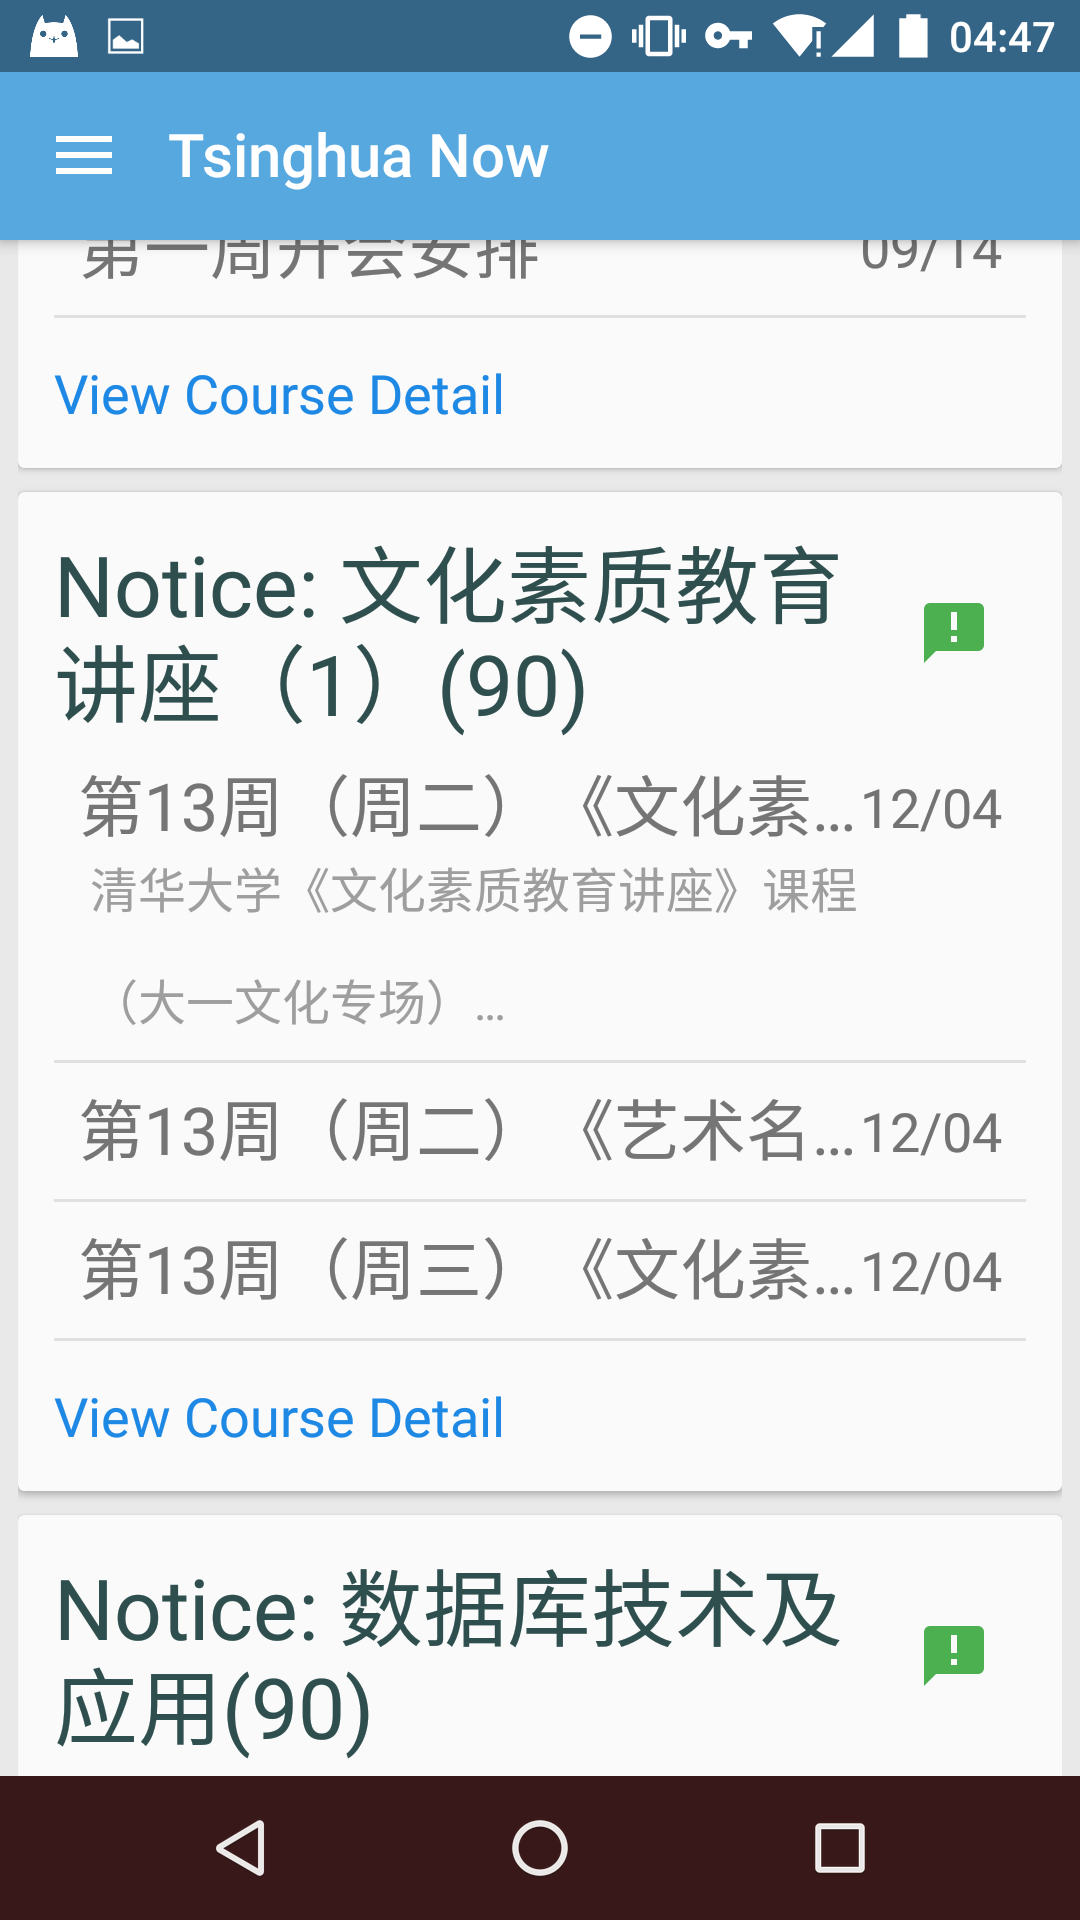 04:47
Tsinghua Now
第一周开会安排 09/14
View Course Detail
Notice: 文化素质教育
讲座（1）(90)
第13周（周二）《文化素... 12/04
清华大学《文化素质教育讲座》课程
（大一文化专场）...
第13周（周二）《艺术名... 12/04
第13周（周三）《文化素... 12/04
View Course Detail
Notice: 数据库技术及
应用(90)